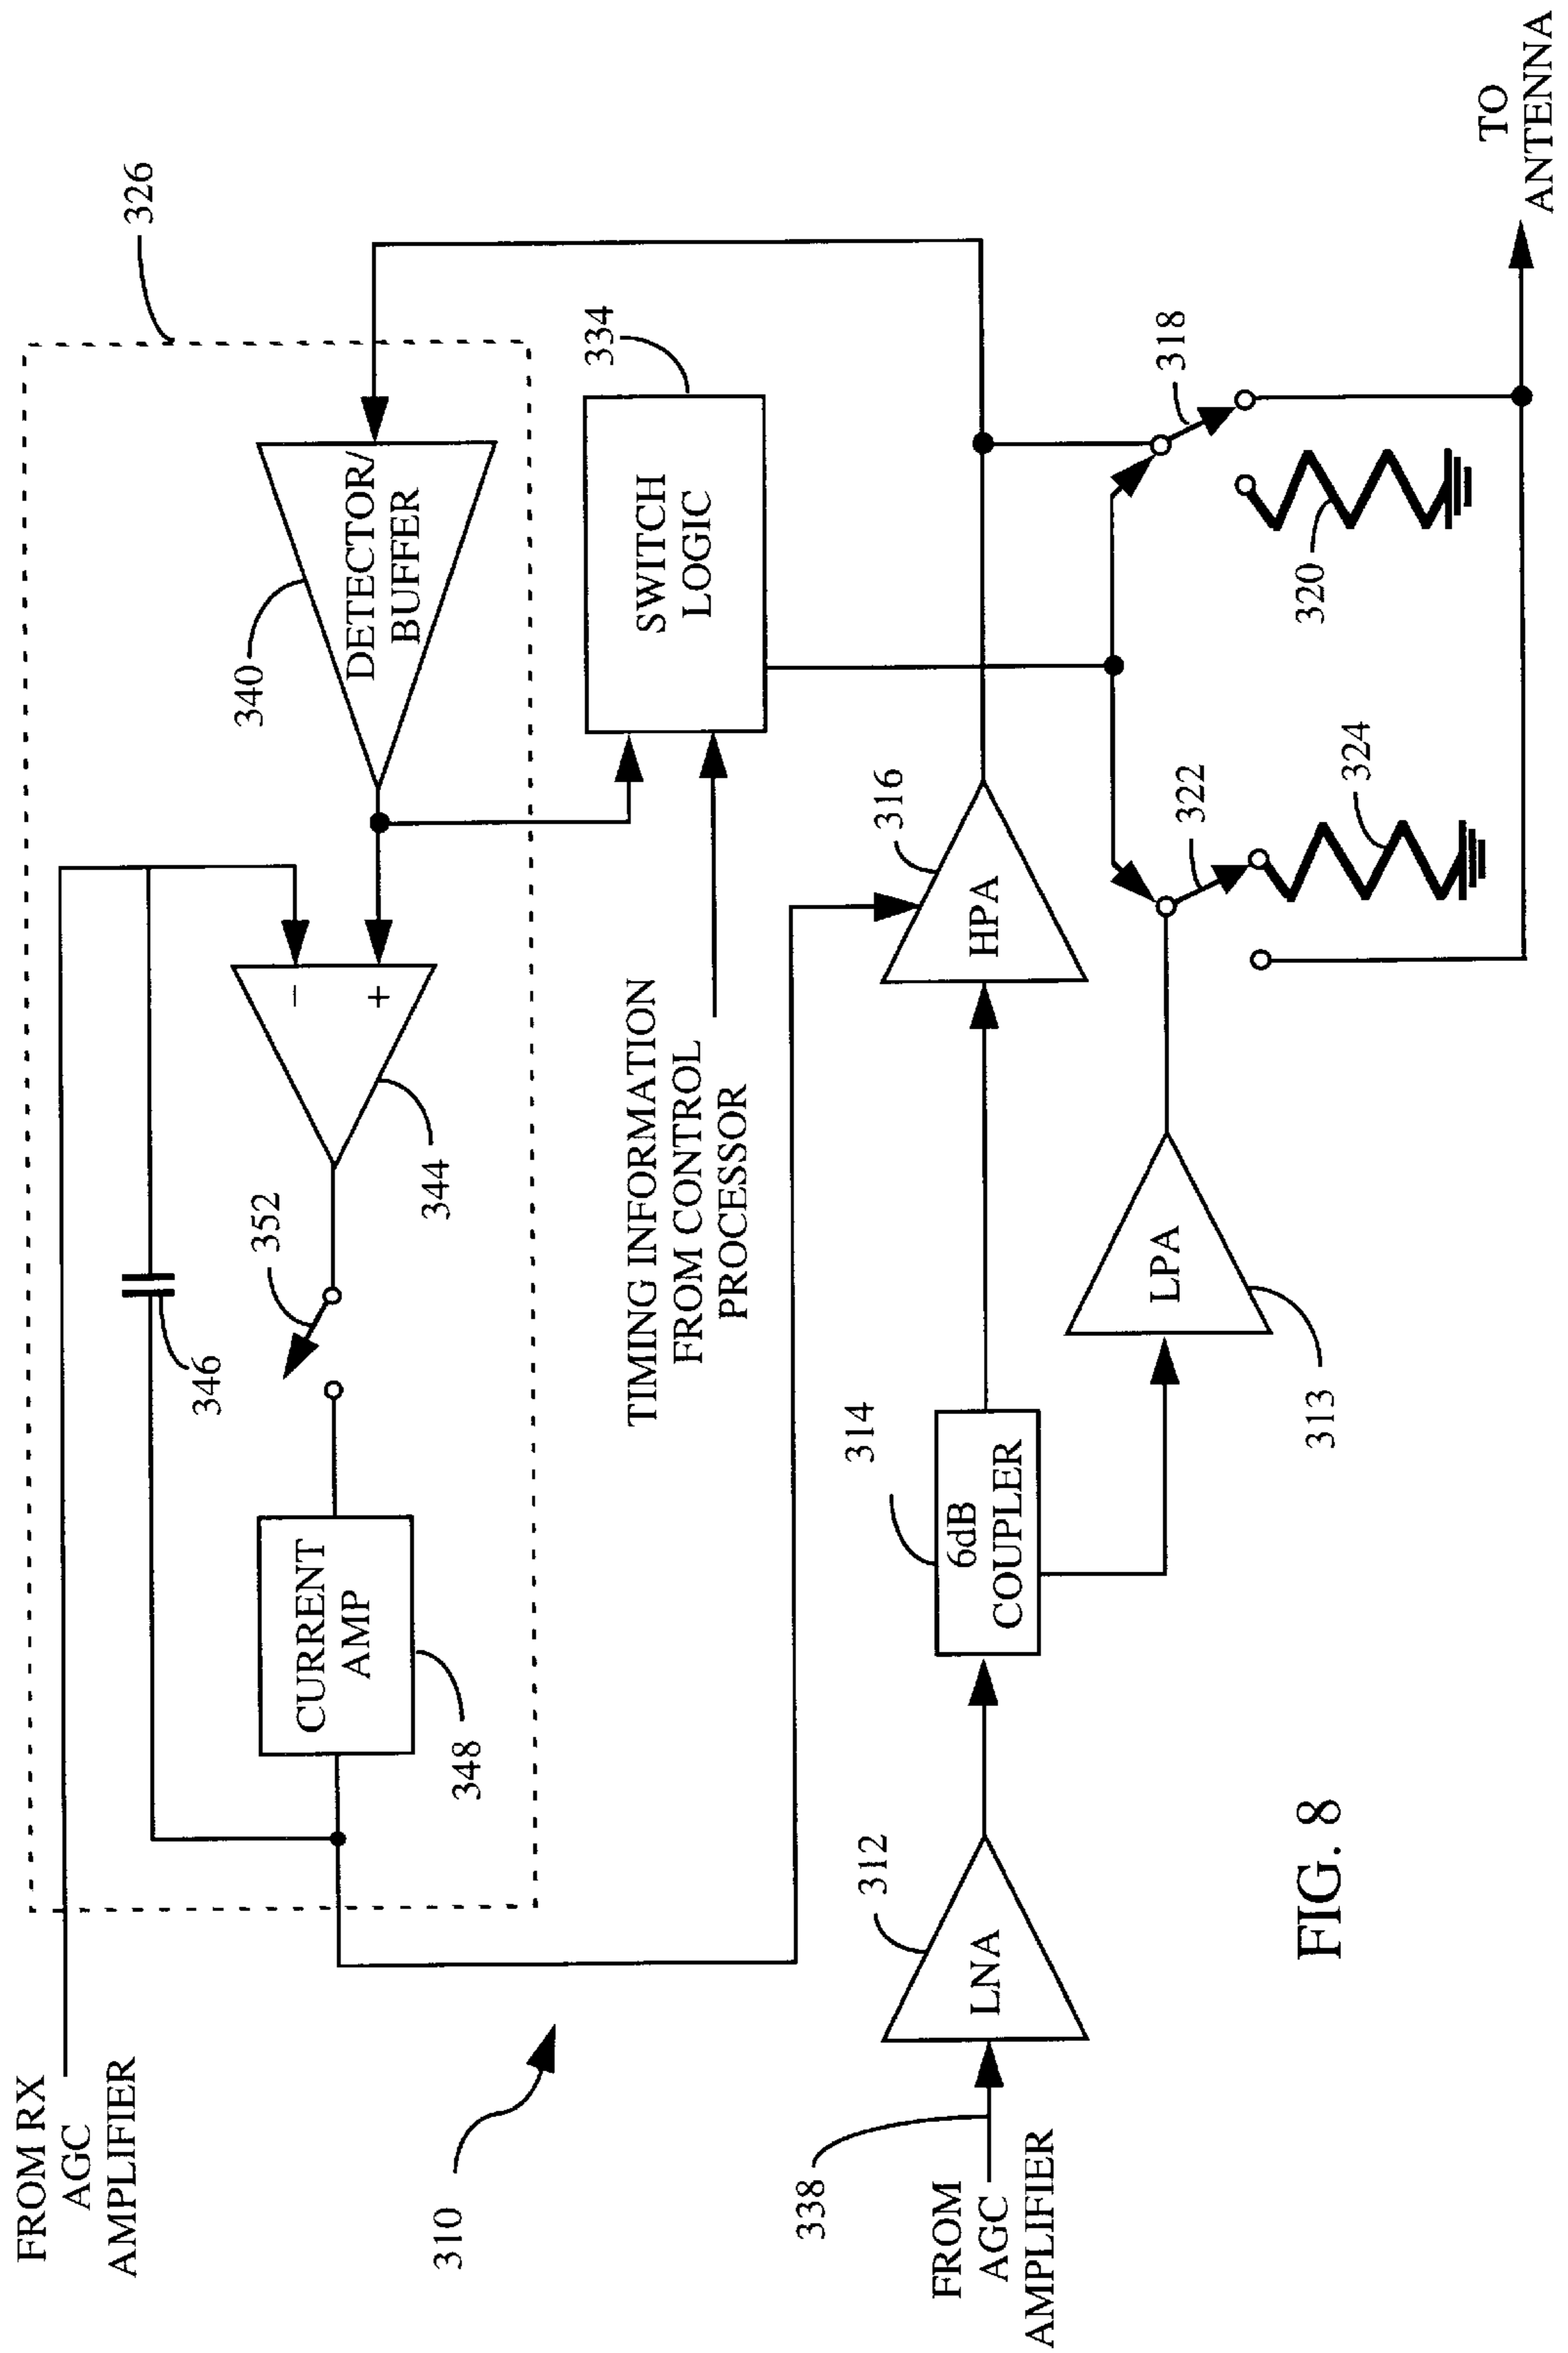 FROM RX
AGC
AMPLIFIER
326
346
352
340
DETECTOR/
BUFFER
−
+
344
CURRENT
AMP
348
334
SWITCH
LOGIC
TIMING INFORMATION
FROM CONTROL
PROCESSOR
310
338
FROM
AGC
AMPLIFIER
312
LNA
314
6dB
COUPLER
316
HPA
LPA
313
322
324
318
320
TO
ANTENNA
FIG. 8